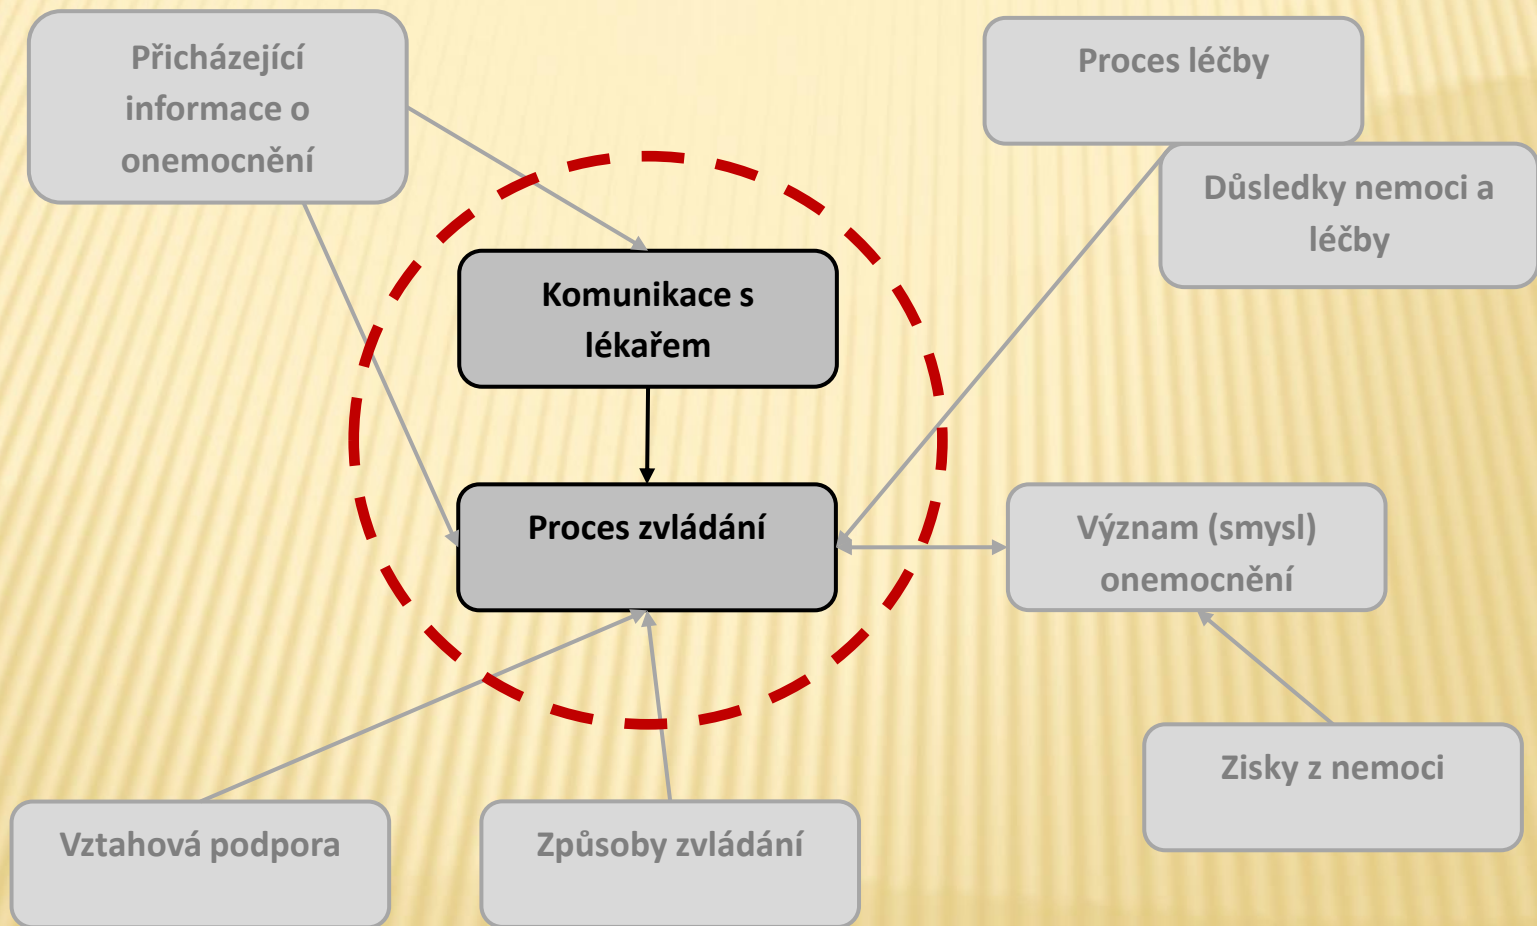 Přicházející
informace o
onemocnění
Proces léčby
Důsledky nemoci a
léčby
Komunikace s
lékařem
Proces zvládání
Význam (smysl)
onemocnění
Zisky z nemoci
Vztahová podpora
Způsoby zvládání